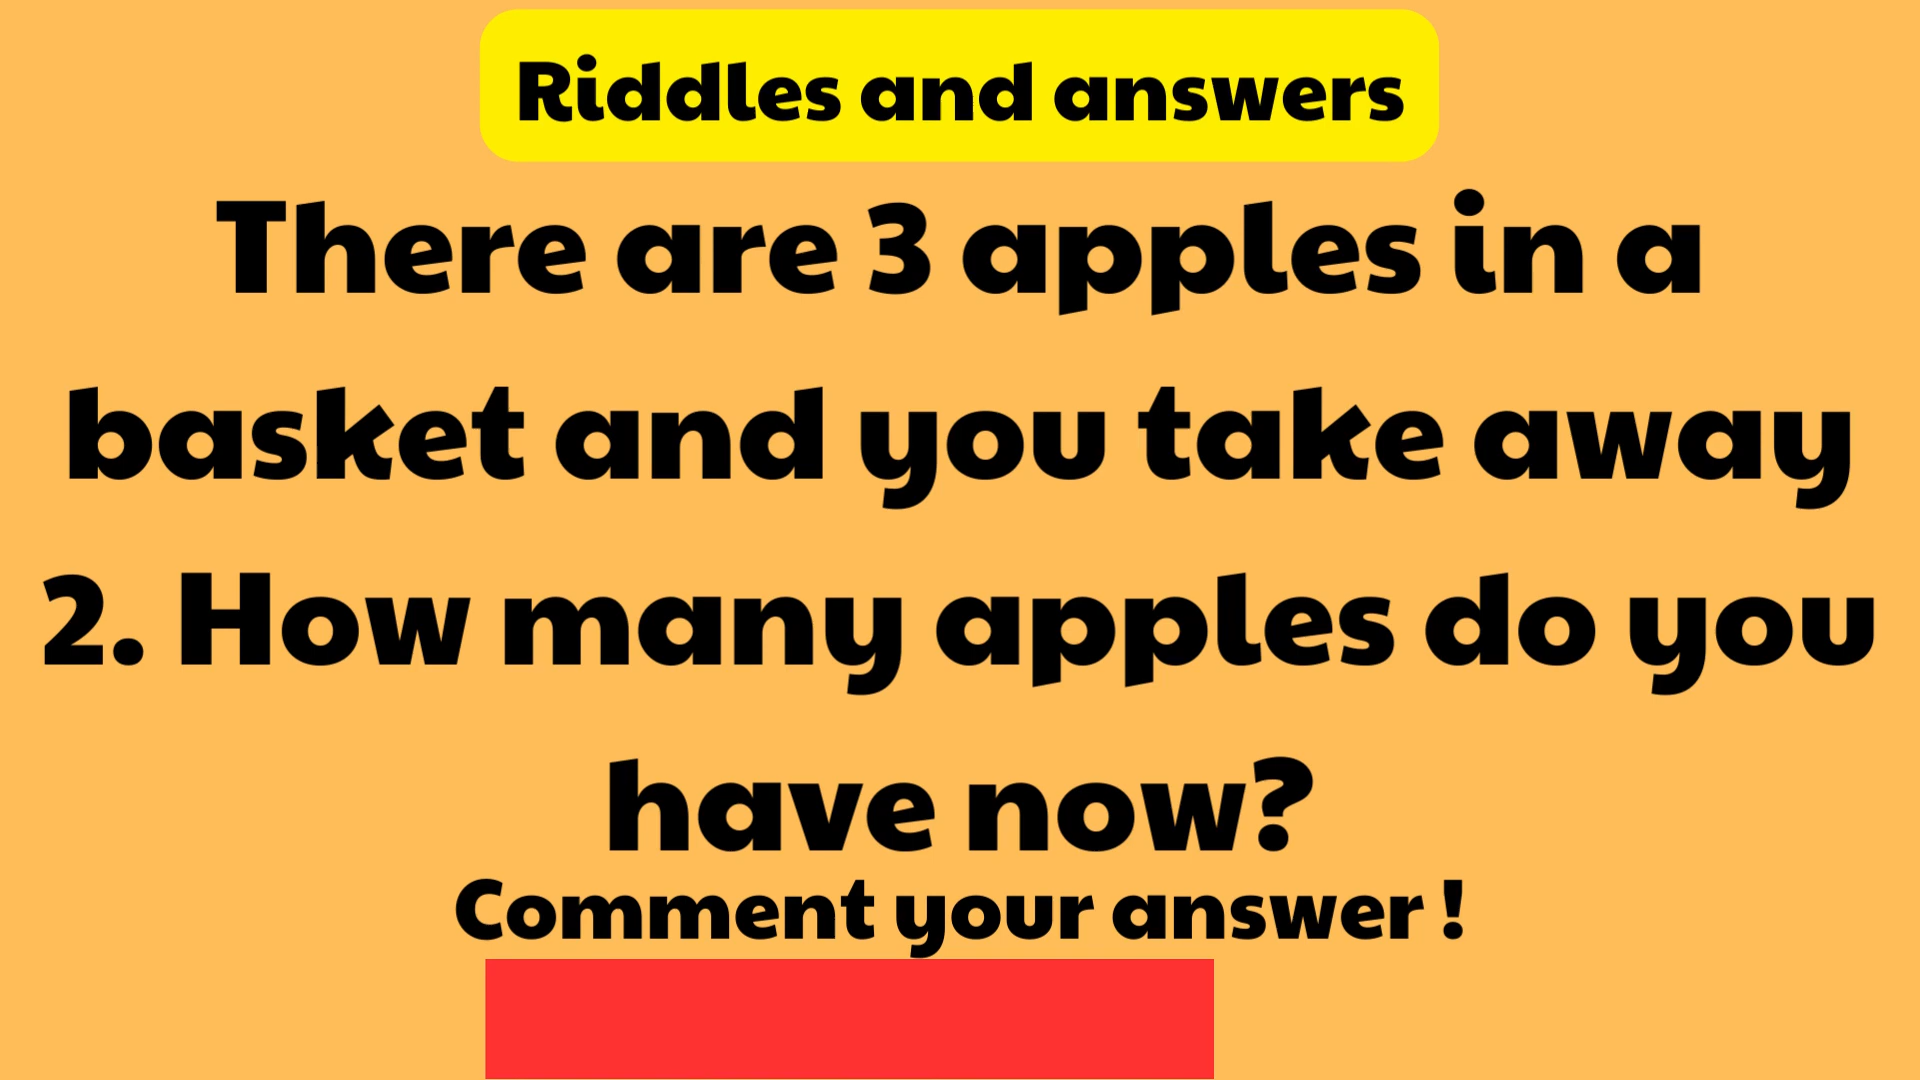 Riddles and answers
There are 3 apples in a
basket and you take away
2. How many apples do you
have now?
Comment your answer !